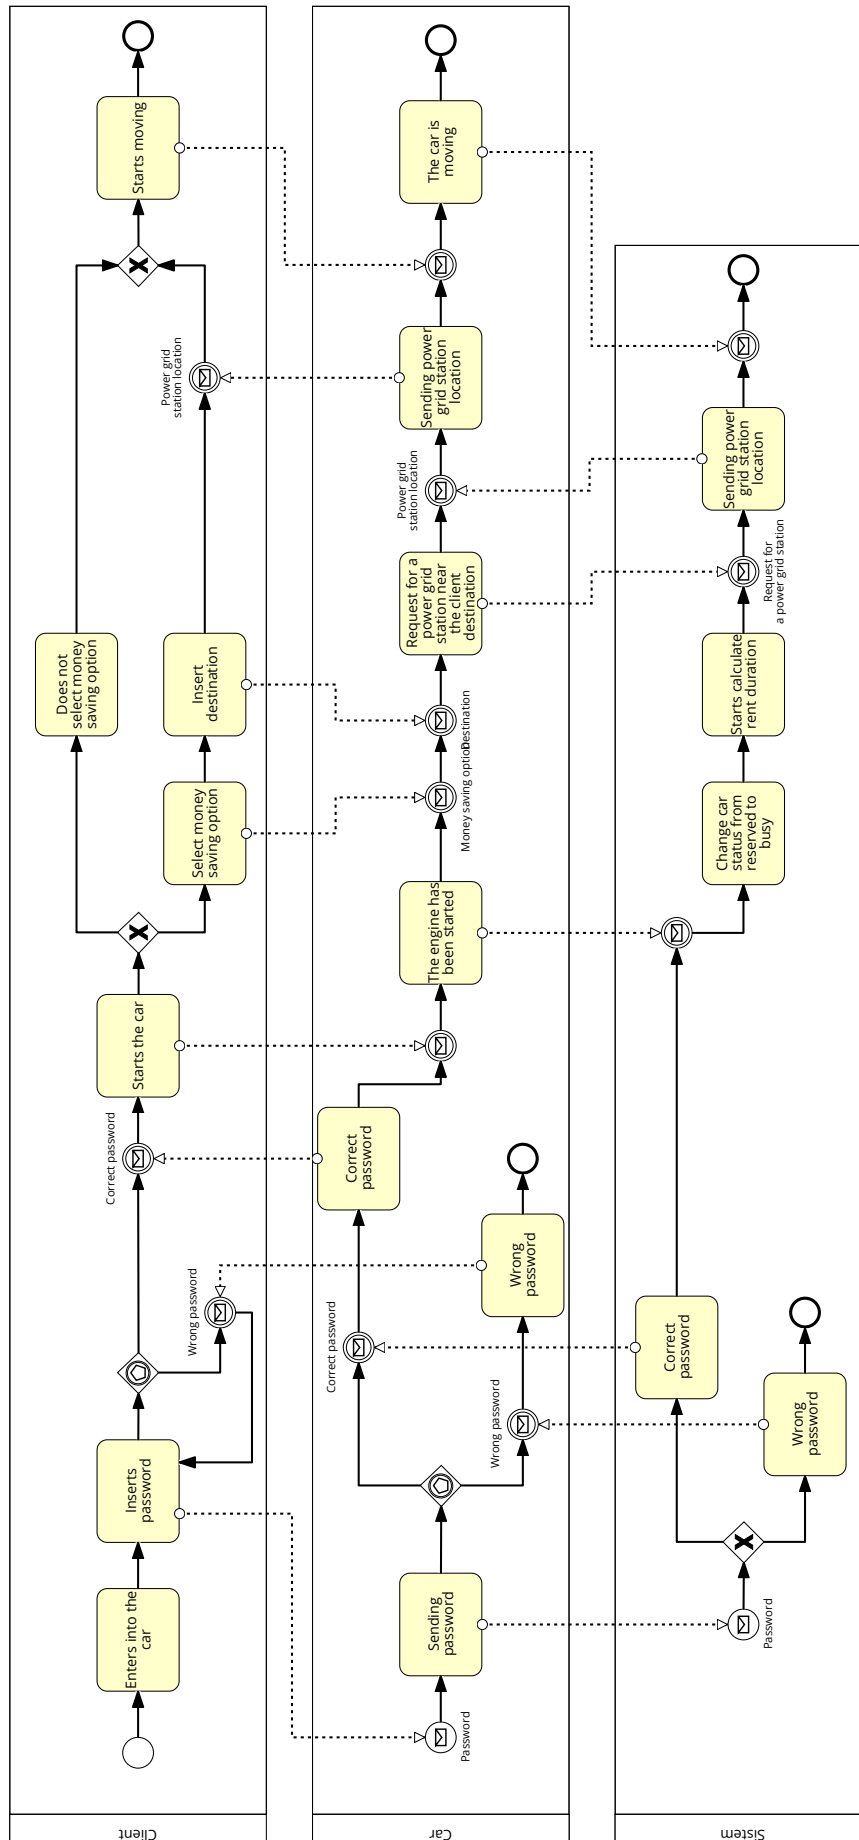 Client
Enters into the
car
Inserts
password
Wrong password
Correct password
Starts the car
Select money
saving option
Does not
select money
saving option
Insert
destination
Power grid
station location
Starts moving
Car
Password
Sending
password
Wrong password
Correct password
Wrong
password
Correct
password
The engine has
been started
Money saving option
Destination
Request for a
power grid
station near
the client
destination
Power grid
station location
Sending power
grid station
location
The car is
moving
Sistem
Password
Wrong
password
Correct
password
Change car
status from
reserved to
busy
Starts calculate
rent duration
Request for
a power grid station
Sending power
grid station
location